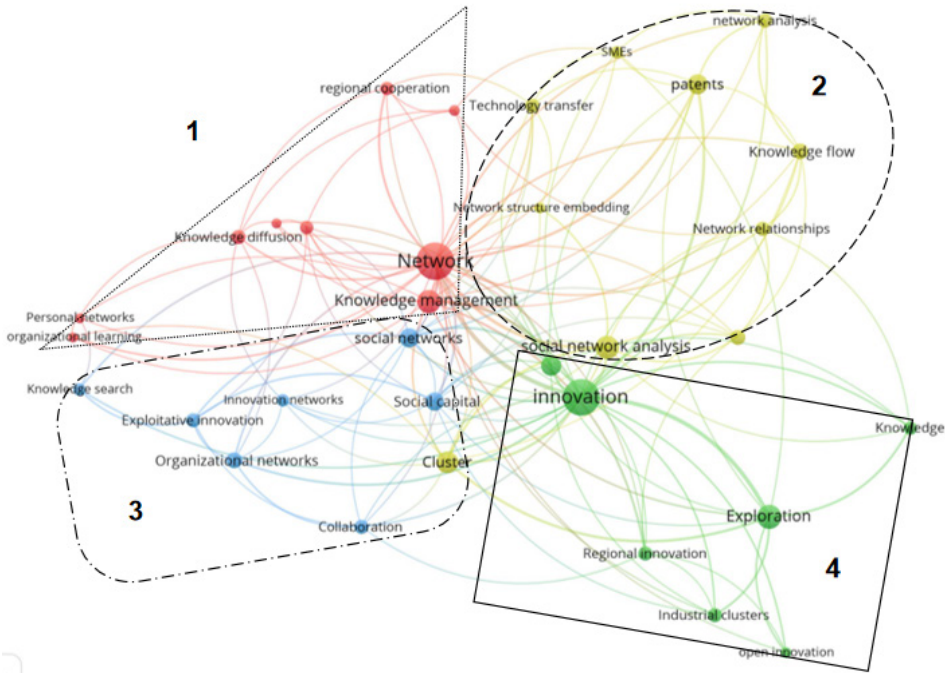 network analysis
SMEs
patents
2
regional cooperation
Technology transfer
1
Knowledge flow
Network structure embedding
Network relationships
Knowledge diffusion
Network
Knowledge management
Personal networks
organizational learning
social networks
social network analysis
Knowledge search
Innovation networks
Social capital
innovation
Exploitative innovation
Knowledge
Organizational networks
Cluster
3
Collaboration
Exploration
Regional innovation
4
Industrial clusters
open innovation